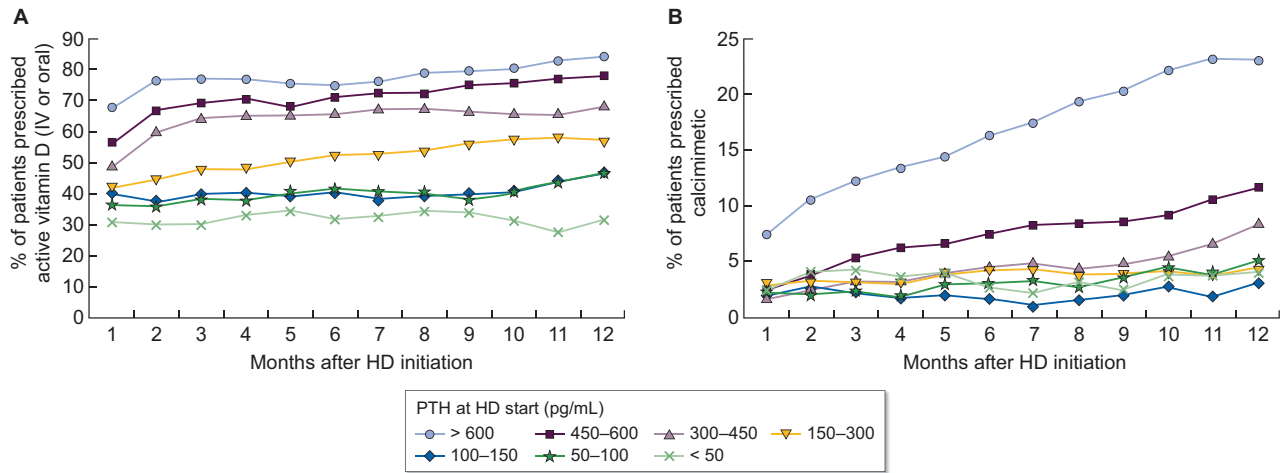 A
% of patients prescribed
active vitamin D (IV or oral)
90
80
70
60
50
40
30
20
10
0
1 2 3 4 5 6 7 8 9 10 11 12
Months after HD initiation
B
% of patients prescribed
calcimimetic
25
20
15
10
5
0
1 2 3 4 5 6 7 8 9 10 11 12
Months after HD initiation
PTH at HD start (pg/mL)
> 600 450–600 300–450 150–300
100–150 50–100 < 50